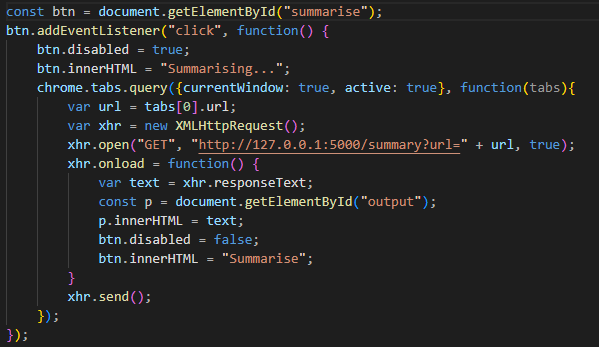 const btn = document.getElementById("summarise");
btn.addEventListener("click", function() {
    btn.disabled = true;
    btn.innerHTML = "Summarising...";
    chrome.tabs.query({currentWindow: true, active: true}, function(tabs){
        var url = tabs[0].url;
        var xhr = new XMLHttpRequest();
        xhr.open("GET", "http://127.0.0.1:5000/summary?url=" + url, true);
        xhr.onload = function() {
            var text = xhr.responseText;
            const p = document.getElementById("output");
            p.innerHTML = text;
            btn.disabled = false;
            btn.innerHTML = "Summarise";
        }
        xhr.send();
    });
});